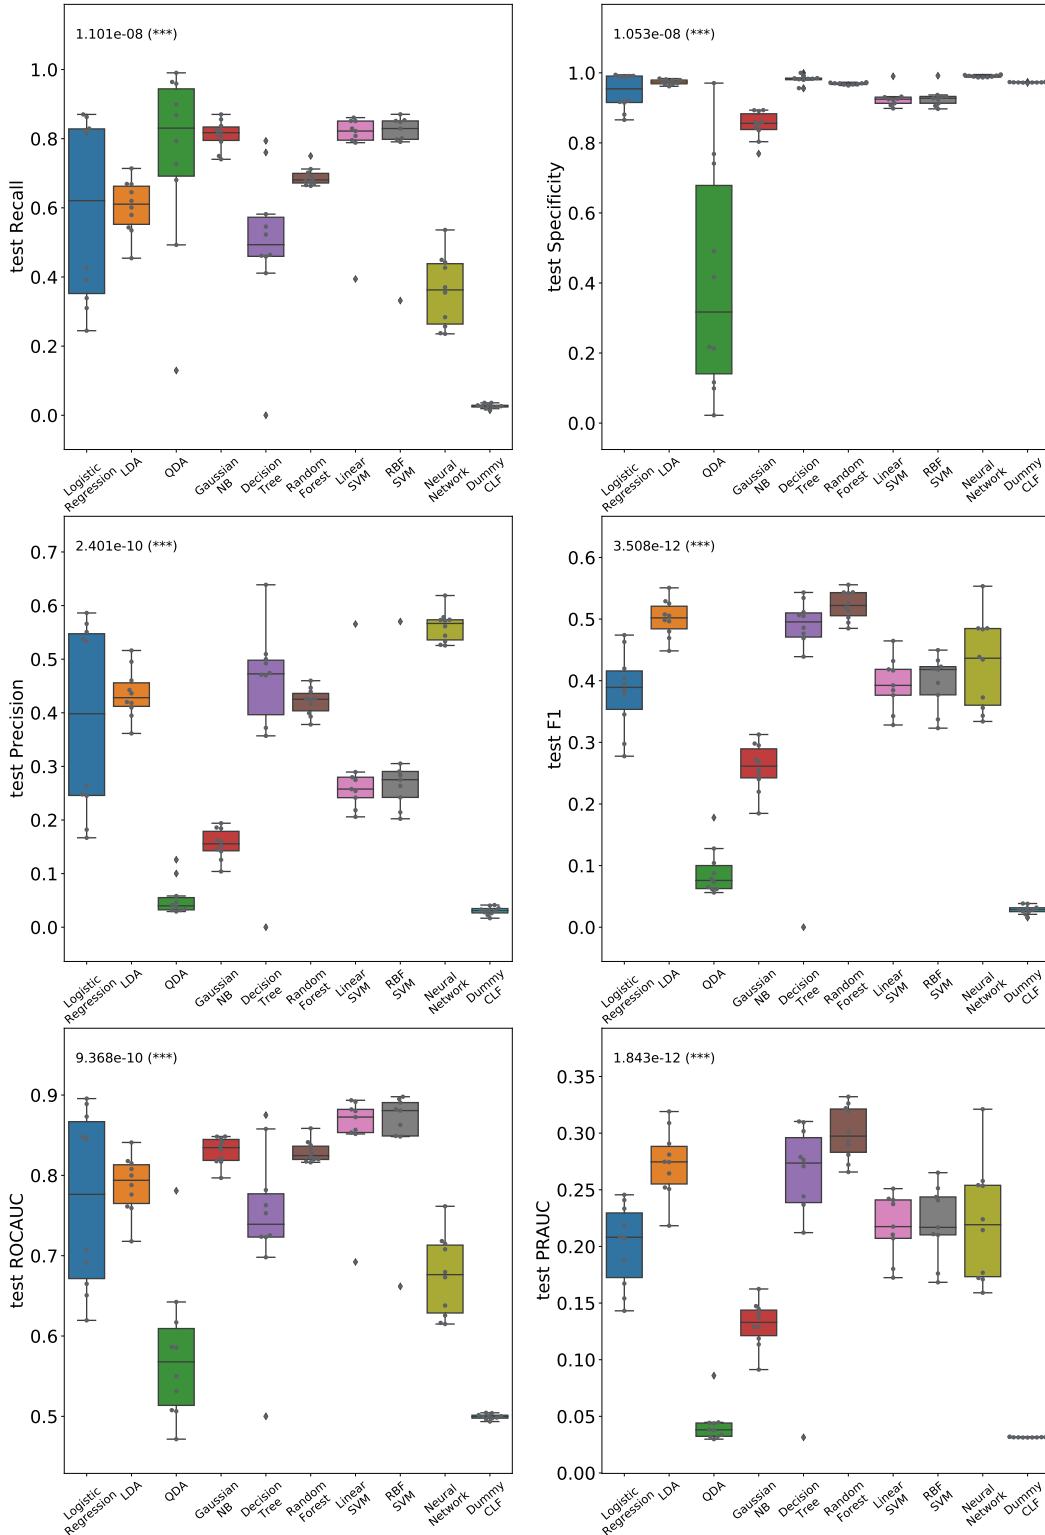 1.101e-08 (***)
test Recall
1.0
0.8
0.6
0.4
0.2
0.0
Logistic
Regression
LDA
QDA
Gaussian
NB
Decision
Tree
Random
Forest
Linear
SVM
RBF
SVM
Neural
Network
Dummy
CLF
1.053e-08 (***)
test Specificity
1.0
0.8
0.6
0.4
0.2
0.0
Logistic
Regression
LDA
QDA
Gaussian
NB
Decision
Tree
Random
Forest
Linear
SVM
RBF
SVM
Neural
Network
Dummy
CLF
2.401e-10 (***)
test Precision
0.7
0.6
0.5
0.4
0.3
0.2
0.1
0.0
Logistic
Regression
LDA
QDA
Gaussian
NB
Decision
Tree
Random
Forest
Linear
SVM
RBF
SVM
Neural
Network
Dummy
CLF
3.508e-12 (***)
test F1
0.6
0.5
0.4
0.3
0.2
0.1
0.0
Logistic
Regression
LDA
QDA
Gaussian
NB
Decision
Tree
Random
Forest
Linear
SVM
RBF
SVM
Neural
Network
Dummy
CLF
9.368e-10 (***)
test ROCAUC
0.9
0.8
0.7
0.6
0.5
Logistic
Regression
LDA
QDA
Gaussian
NB
Decision
Tree
Random
Forest
Linear
SVM
RBF
SVM
Neural
Network
Dummy
CLF
1.843e-12 (***)
test PRAUC
0.35
0.30
0.25
0.20
0.15
0.10
0.05
0.00
Logistic
Regression
LDA
QDA
Gaussian
NB
Decision
Tree
Random
Forest
Linear
SVM
RBF
SVM
Neural
Network
Dummy
CLF